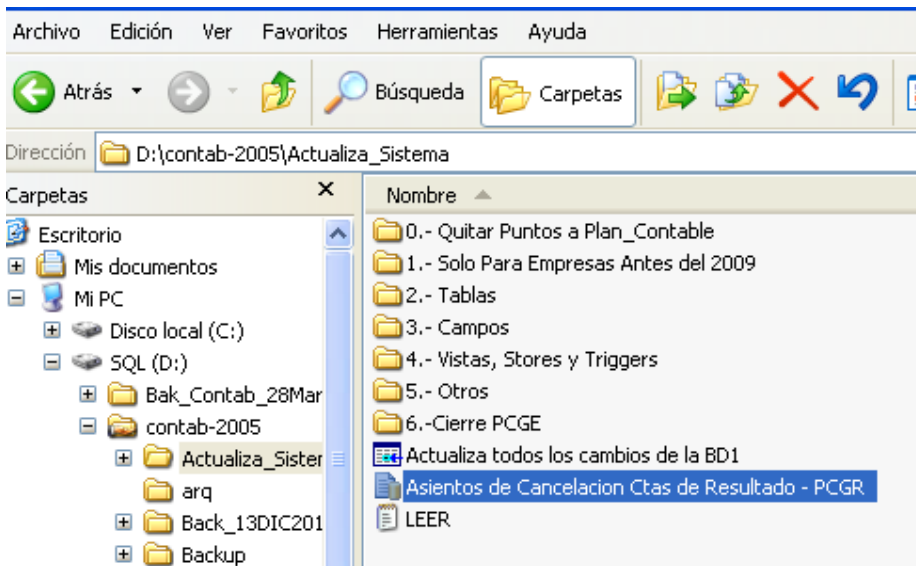 Archivo Edición Ver Favoritos Herramientas Ayuda
Atrás Búsqueda Carpetas
Dirección D:\contab-2005\Actualiza_Sistema
Carpetas
Escritorio
Mis documentos
Mi PC
Disco local (C:)
SQL (D:)
Bak_Contab_28Mar
contab-2005
Actualiza_Sister
arq
Back_13DIC201
Backup
Nombre
0.- Quitar Puntos a Plan_Contable
1.- Solo Para Empresas Antes del 2009
2.- Tablas
3.- Campos
4.- Vistas, Stores y Triggers
5.- Otros
6.-Cierre PCGE
Actualiza todos los cambios de la BD1
Asientos de Cancelacion Ctas de Resultado - PCGR
LEER